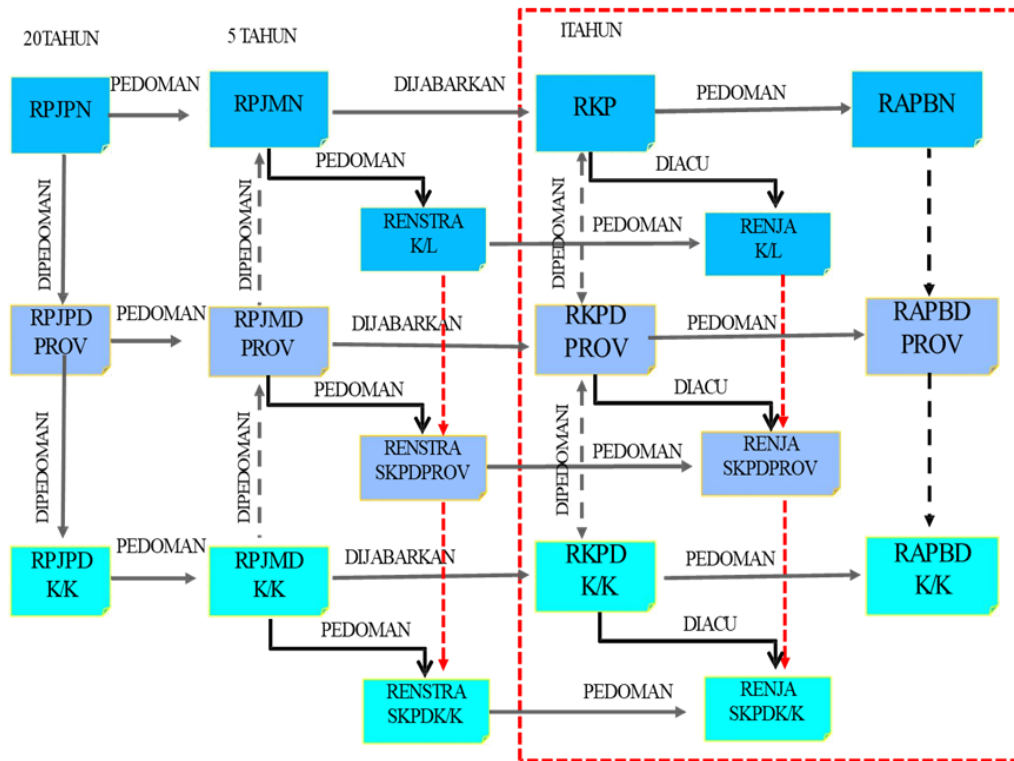 20TAHUN
5 TAHUN
1TAHUN
RPJPN
PEDOMAN
RPJMN
DIJABARKAN
RKP
PEDOMAN
RAPBN
DIPEDOMANI
DIPEDOMANI
PEDOMAN
RENSTRA
K/L
PEDOMAN
DIPEDOMANI
DIACU
RENJA
K/L
RPJPD
PROV
PEDOMAN
RPJMD
PROV
DIJABARKAN
RKPD
PROV
PEDOMAN
RAPBD
PROV
DIPEDOMANI
DIPEDOMANI
PEDOMAN
RENSTRA
SKPDPROV
PEDOMAN
DIPEDOMANI
DIACU
RENJA
SKPDPROV
RPJPD
K/K
PEDOMAN
RPJMD
K/K
DIJABARKAN
RKPD
K/K
PEDOMAN
RAPBD
K/K
PEDOMAN
RENSTRA
SKPDK/K
PEDOMAN
DIACU
RENJA
SKPDK/K